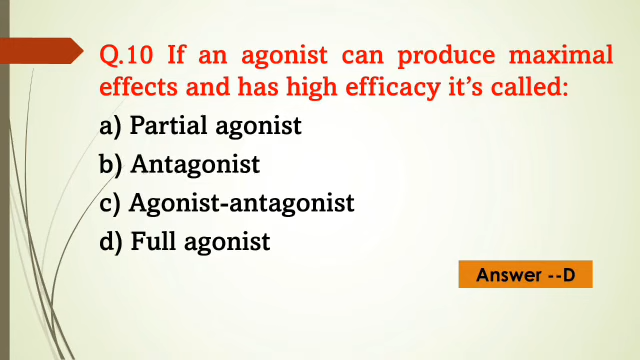 Q.10 If an agonist can produce maximal
effects and has high efficacy it’s called:
a) Partial agonist
b) Antagonist
c) Agonist-antagonist
d) Full agonist
Answer --D